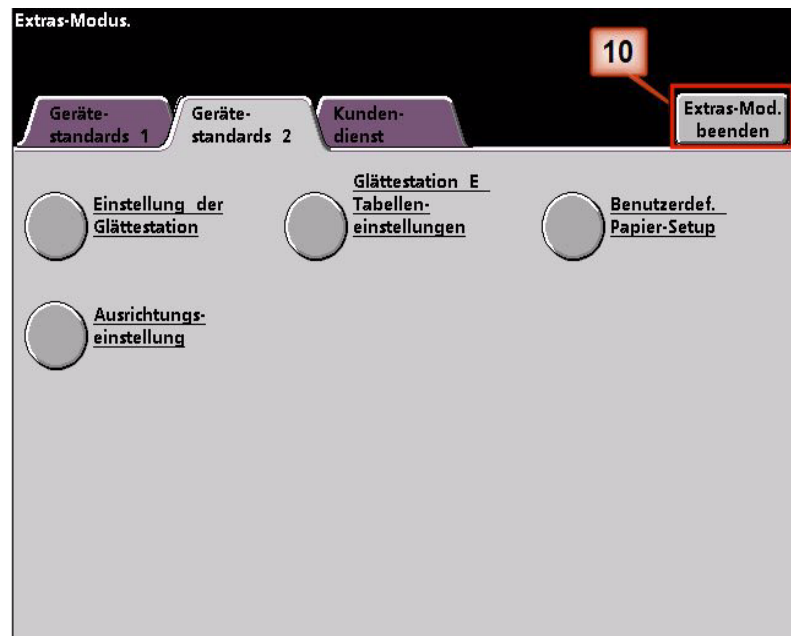 Extras-Modus.
10
Geräte-
standards 1
Geräte-
standards 2
Kunden-
dienst
Extras-Mod.
beenden
Einstellung der
Glättestation
Glättestation E
Tabellen-
einstellungen
Benutzerdef.
Papier-Setup
Ausrichtungs-
einstellung